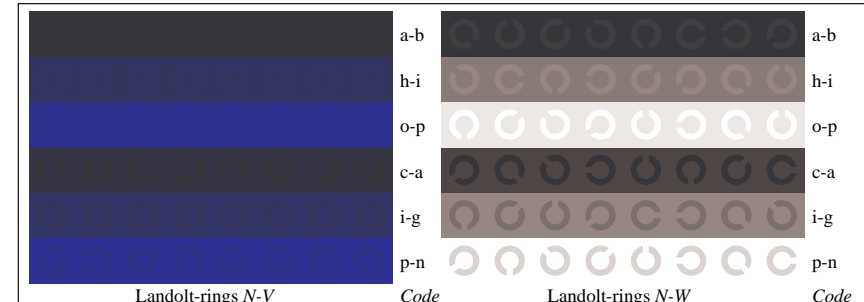 a-b a-b
h-i h-i
o-p o-p
c-a c-a
i-g i-g
p-n p-n
Landolt-rings N-V Code Landolt-rings N-W Code